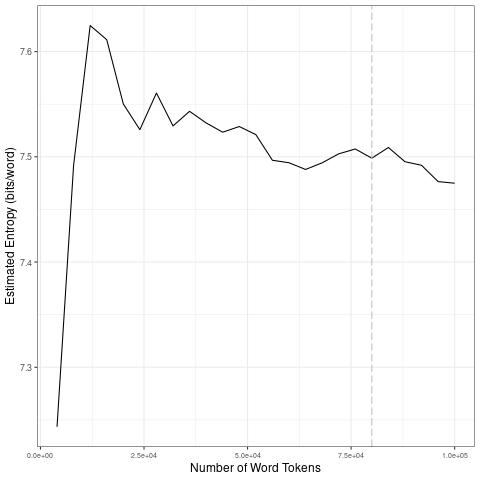 Estimated Entropy (bits/word)
7.6
7.5
7.4
7.3
0.0e+00 2.5e+04 5.0e+04 7.5e+04 1.0e+05
Number of Word Tokens